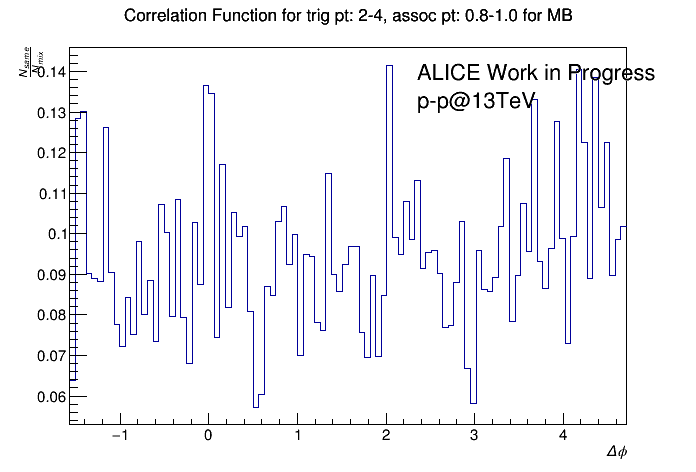 Correlation Function for trig pt: 2-4, assoc pt: 0.8-1.0 for MB
N_same
N_mix
0.14
0.13
0.12
0.11
0.1
0.09
0.08
0.07
0.06
ALICE Work in Progress
p-p@13TeV
−1 0 1 2 3 4
Δϕ